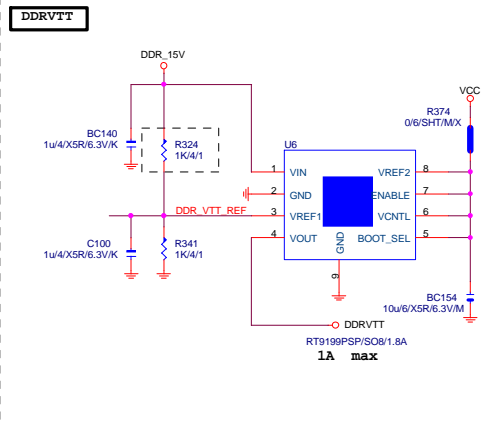 DDRVTT
DDR_15V
VCC
R374
0/6/SHT/M/X
BC140
1u/4/X5R/6.3V/K
R324
1K/4/1
U6
1
VIN
VREF2
8
2
GND
ENABLE
7
DDR_VTT_REF
3
VREF1
VCNTL
6
4
VOUT
BOOT_SEL
5
GND
9
C100
1u/4/X5R/6.3V/K
R341
1K/4/1
BC154
10u/6/X5R/6.3V/M
DDRVTT
RT9199PSP/SO8/1.8A
1A max